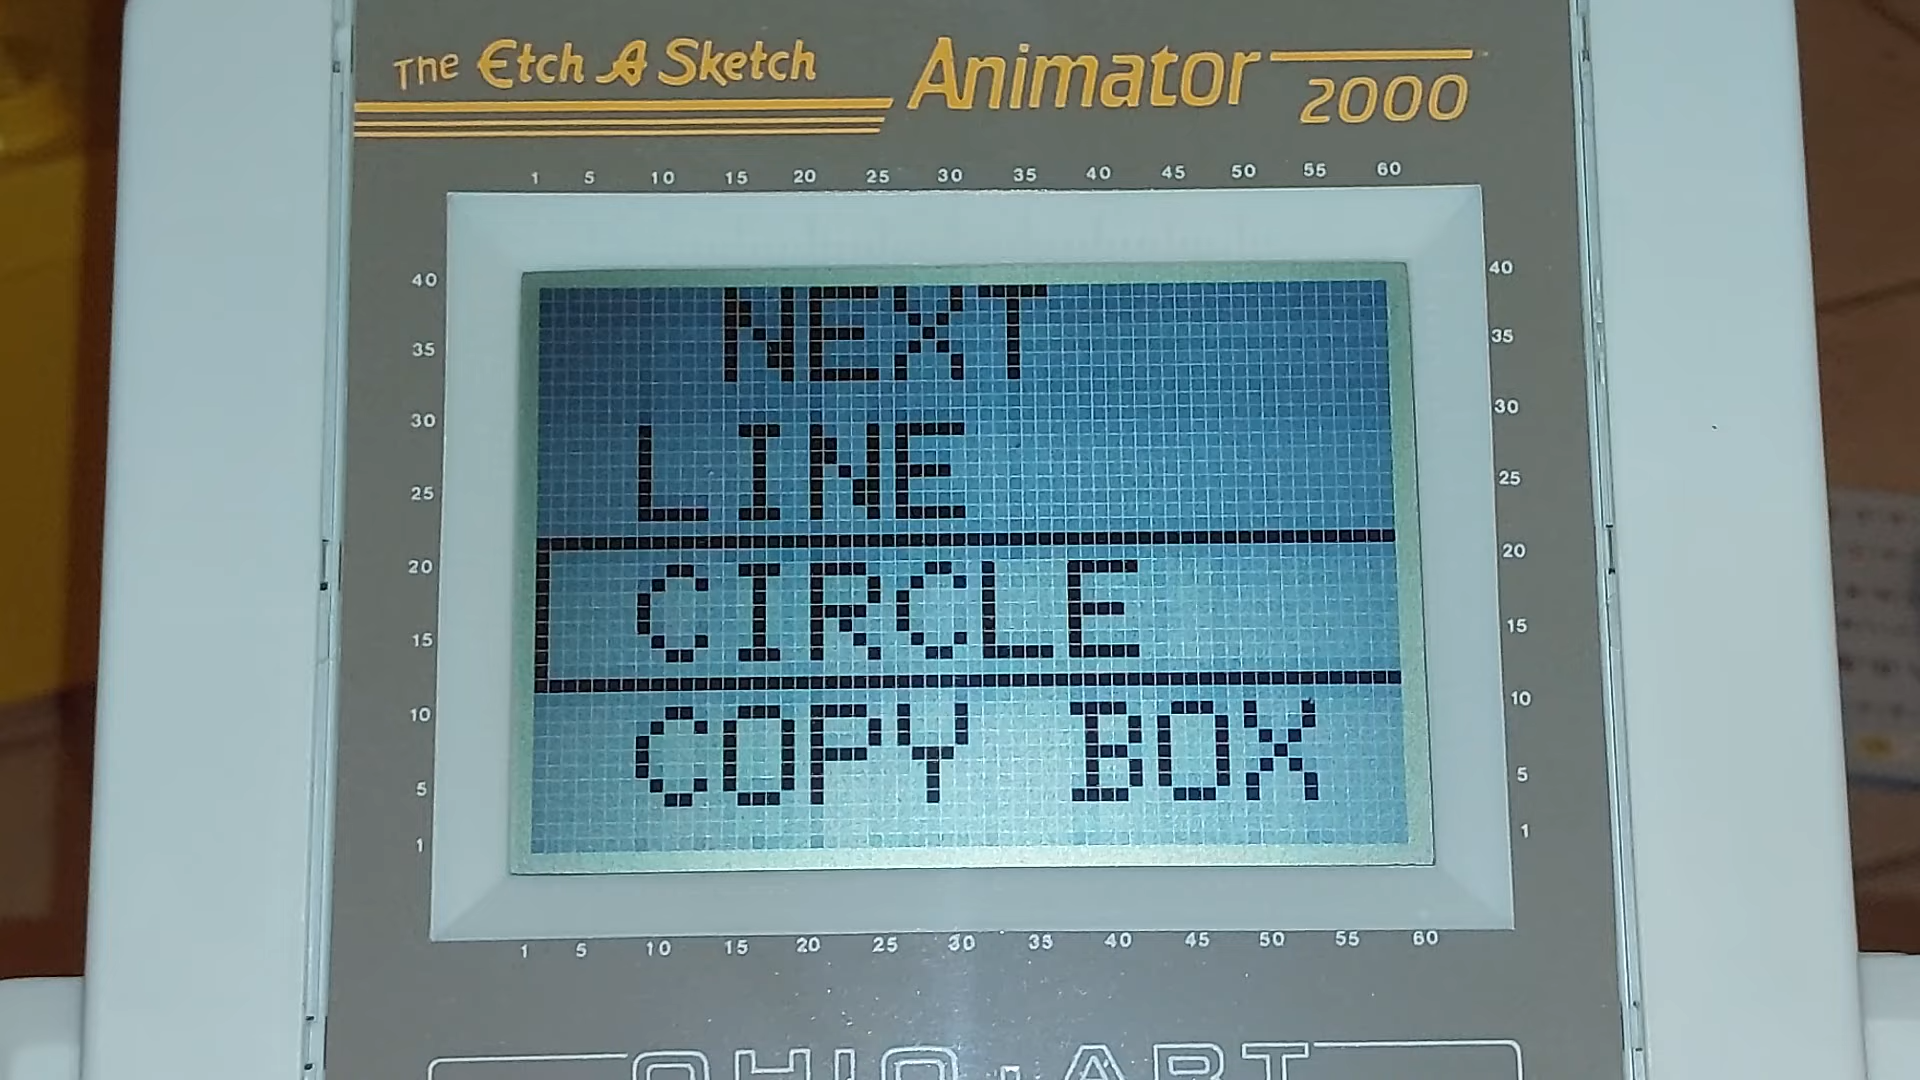 The Etch A Sketch Animator 2000
1 5 10 15 20 25 30 35 40 45 50 55 60
40 40
35 35
30 30
25 25
20 20
15 15
10 10
5 5
1 1
NEXT
LINE
CIRCLE
COPY BOX
1 5 10 15 20 25 30 35 40 45 50 55 60
OHIO ART